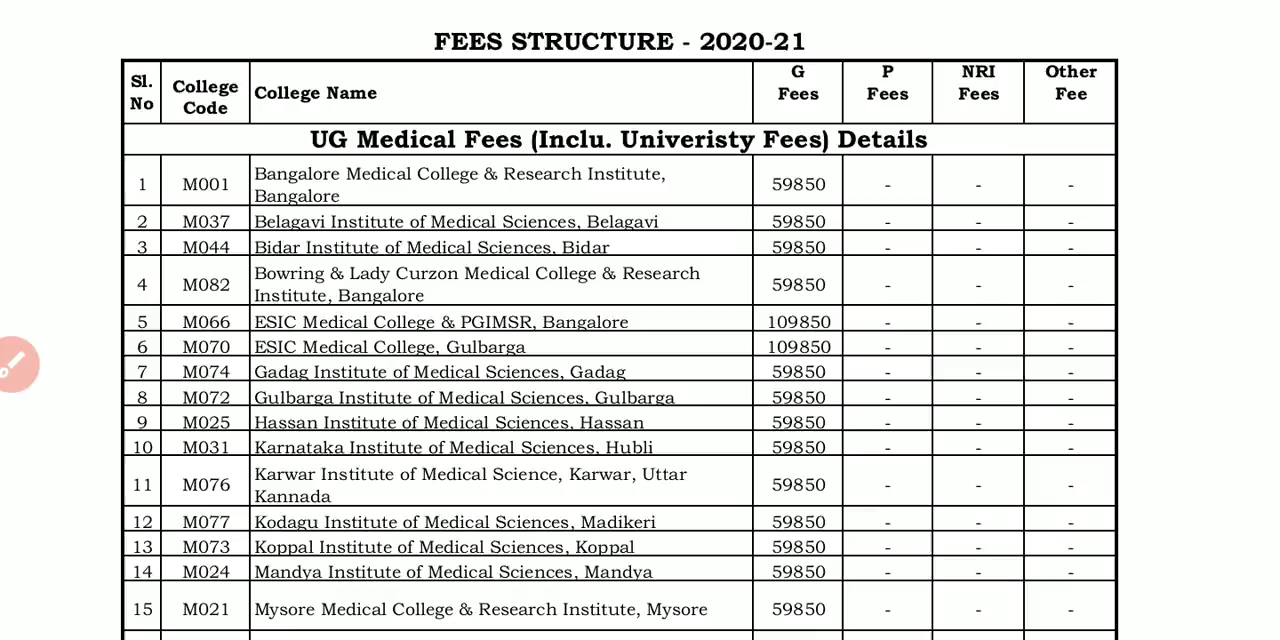 FEES STRUCTURE - 2020-21
Sl. No College Code College Name G Fees P Fees NRI Fees Other Fee
UG Medical Fees (Inclu. Univeristy Fees) Details
1 M001 Bangalore Medical College & Research Institute, Bangalore 59850 - - -
2 M037 Belagavi Institute of Medical Sciences, Belagavi 59850 - - -
3 M044 Bidar Institute of Medical Sciences, Bidar 59850 - - -
4 M082 Bowring & Lady Curzon Medical College & Research Institute, Bangalore 59850 - - -
5 M066 ESIC Medical College & PGIMSR, Bangalore 109850 - - -
6 M070 ESIC Medical College, Gulbarga 109850 - - -
7 M074 Gadag Institute of Medical Sciences, Gadag 59850 - - -
8 M072 Gulbarga Institute of Medical Sciences, Gulbarga 59850 - - -
9 M025 Hassan Institute of Medical Sciences, Hassan 59850 - - -
10 M031 Karnataka Institute of Medical Sciences, Hubli 59850 - - -
11 M076 Karwar Institute of Medical Science, Karwar, Uttar Kannada 59850 - - -
12 M077 Kodagu Institute of Medical Sciences, Madikeri 59850 - - -
13 M073 Koppal Institute of Medical Sciences, Koppal 59850 - - -
14 M024 Mandya Institute of Medical Sciences, Mandya 59850 - - -
15 M021 Mysore Medical College & Research Institute, Mysore 59850 - - -